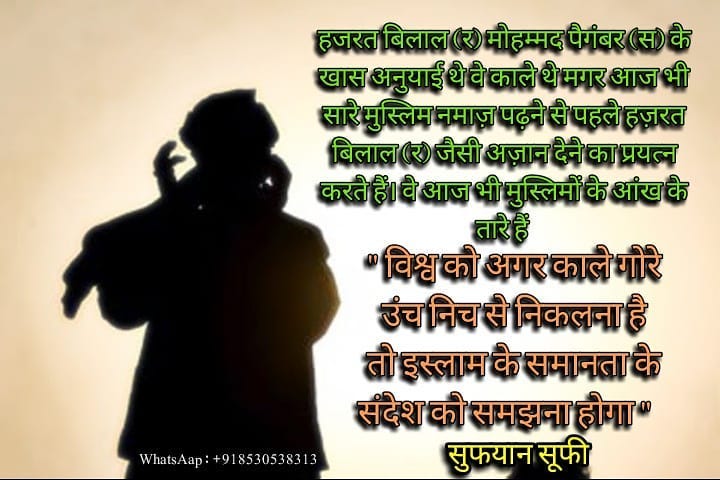 हजरत बिलाल (र) मोहम्मद पैगंबर (स) के
खास अनुयाई थे वे काले थे मगर आज भी
सारे मुस्लिम नमाज़ पढ़ने से पहले हज़रत
बिलाल (र) जैसी अज़ान देने का प्रयत्न
करते हैं। वे आज भी मुस्लिमों के आंख के
तारे हैं
" विश्व को अगर काले गोरे
उंच निच से निकलना है
तो इस्लाम के समानता के
संदेश को समझना होगा "
सुफयान सूफी
WhatsAap : +918530538313